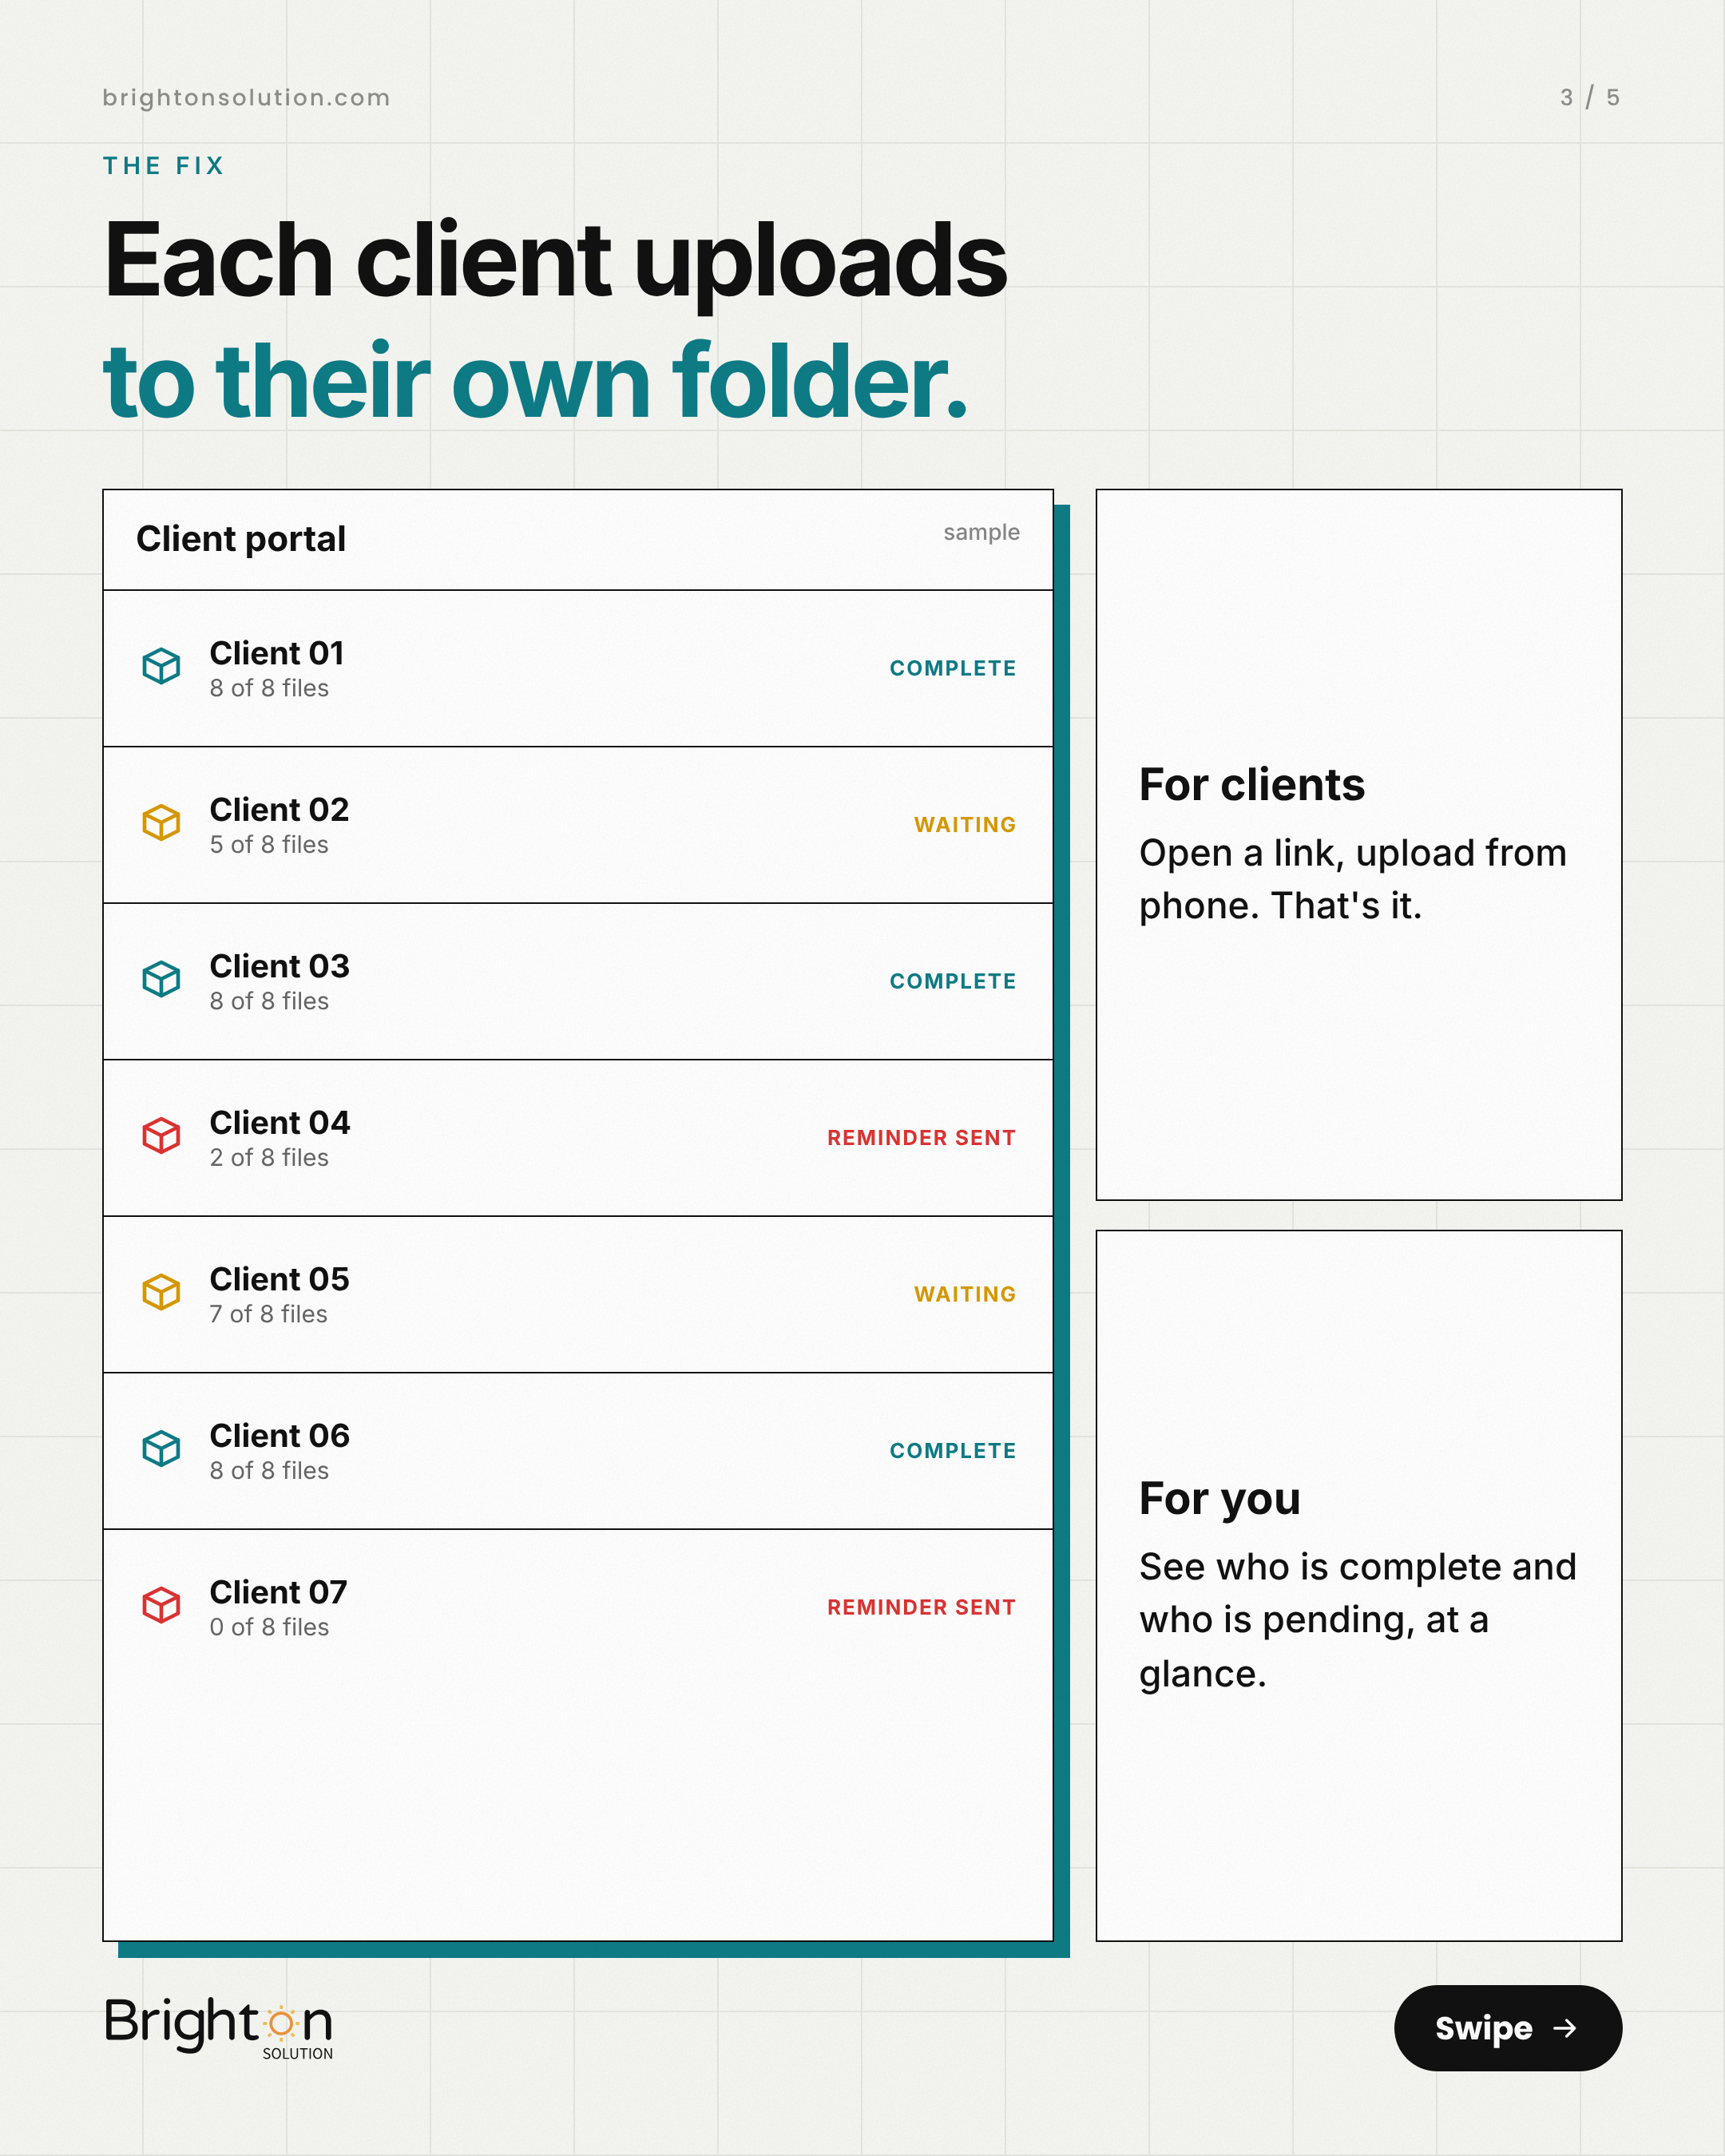 brightonsolution.com
3 / 5
THE FIX
Each client uploads
to their own folder.
Client portal
sample
Client 01
8 of 8 files
COMPLETE
Client 02
5 of 8 files
WAITING
Client 03
8 of 8 files
COMPLETE
Client 04
2 of 8 files
REMINDER SENT
Client 05
7 of 8 files
WAITING
Client 06
8 of 8 files
COMPLETE
Client 07
0 of 8 files
REMINDER SENT
For clients
Open a link, upload from
phone. That's it.
For you
See who is complete and
who is pending, at a
glance.
Brighton
SOLUTION
Swipe →